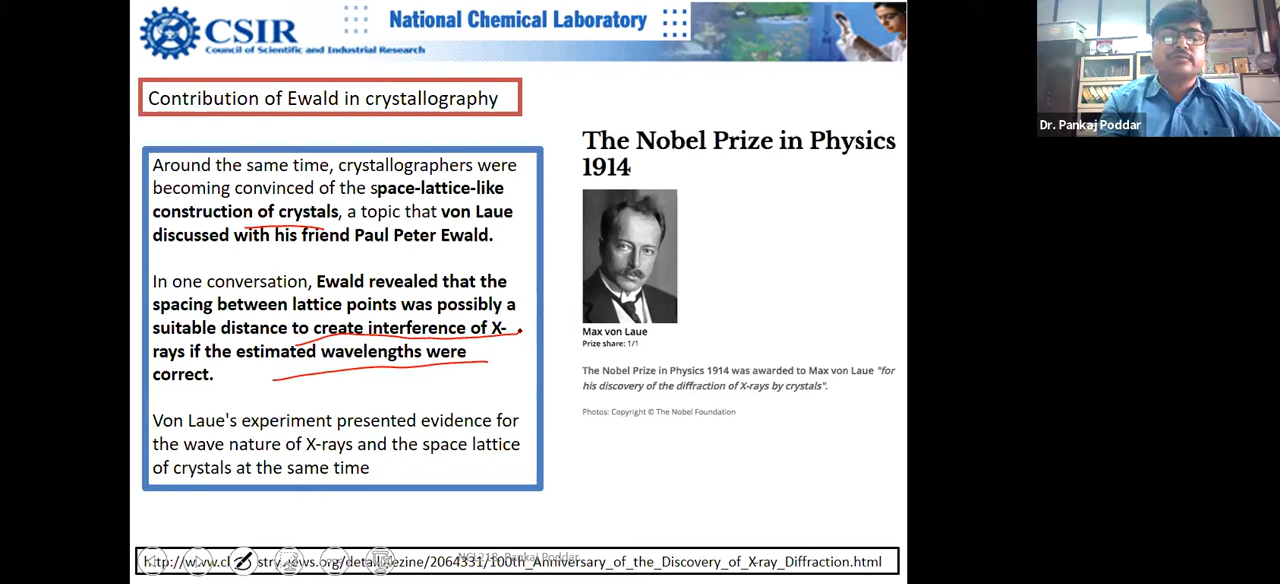 CSIR
Council of Scientific and Industrial Research
National Chemical Laboratory
Contribution of Ewald in crystallography
Around the same time, crystallographers were
becoming convinced of the space-lattice-like
construction of crystals, a topic that von Laue
discussed with his friend Paul Peter Ewald.
In one conversation, Ewald revealed that the
spacing between lattice points was possibly a
suitable distance to create interference of X-
rays if the estimated wavelengths were
correct.
Von Laue's experiment presented evidence for
the wave nature of X-rays and the space lattice
of crystals at the same time
The Nobel Prize in Physics
1914
Max von Laue
Prize share: 1/1
The Nobel Prize in Physics 1914 was awarded to Max von Laue "for
his discovery of the diffraction of X-rays by crystals".
Photos: Copyright © The Nobel Foundation
Dr. Pankaj Poddar
NCL218- Pankaj Poddar
/2064331/100th_Anniversary_of_the_Discovery_of_X-ray_Diffraction.html